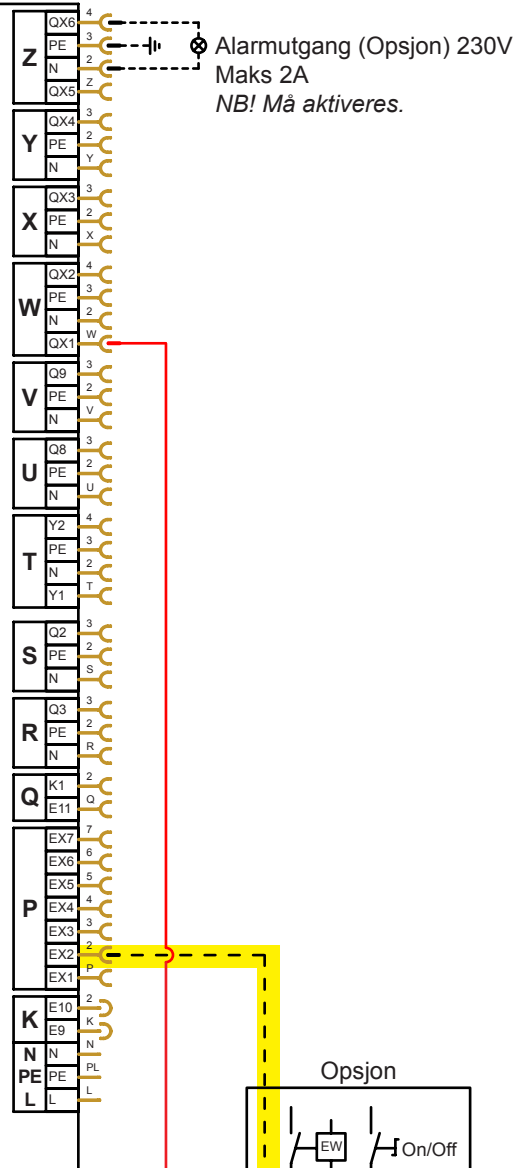 QX6 4
PE 3
Z
N 2
QX5 Z
Alarmutgang (Opsjon) 230V
Maks 2A
NB! Må aktiveres.
QX4 3
Y PE 2
N Y
QX3 3
X PE 2
N X
QX2 4
PE 3
W
N 2
QX1 W
Q9 3
V PE 2
N V
Q8 3
U PE 2
N U
Y2 4
PE 3
T
N 2
Y1 T
Q2 3
S PE 2
N S
Q3 3
R PE 2
N R
K1 2
Q
E11 Q
EX7 7
EX6 6
EX5 5
P EX4 4
EX3 3
EX2 2
EX1 P
E10 2
K
E9 K
N N N
PE PE PL
L L L
Opsjon
EW
On/Off